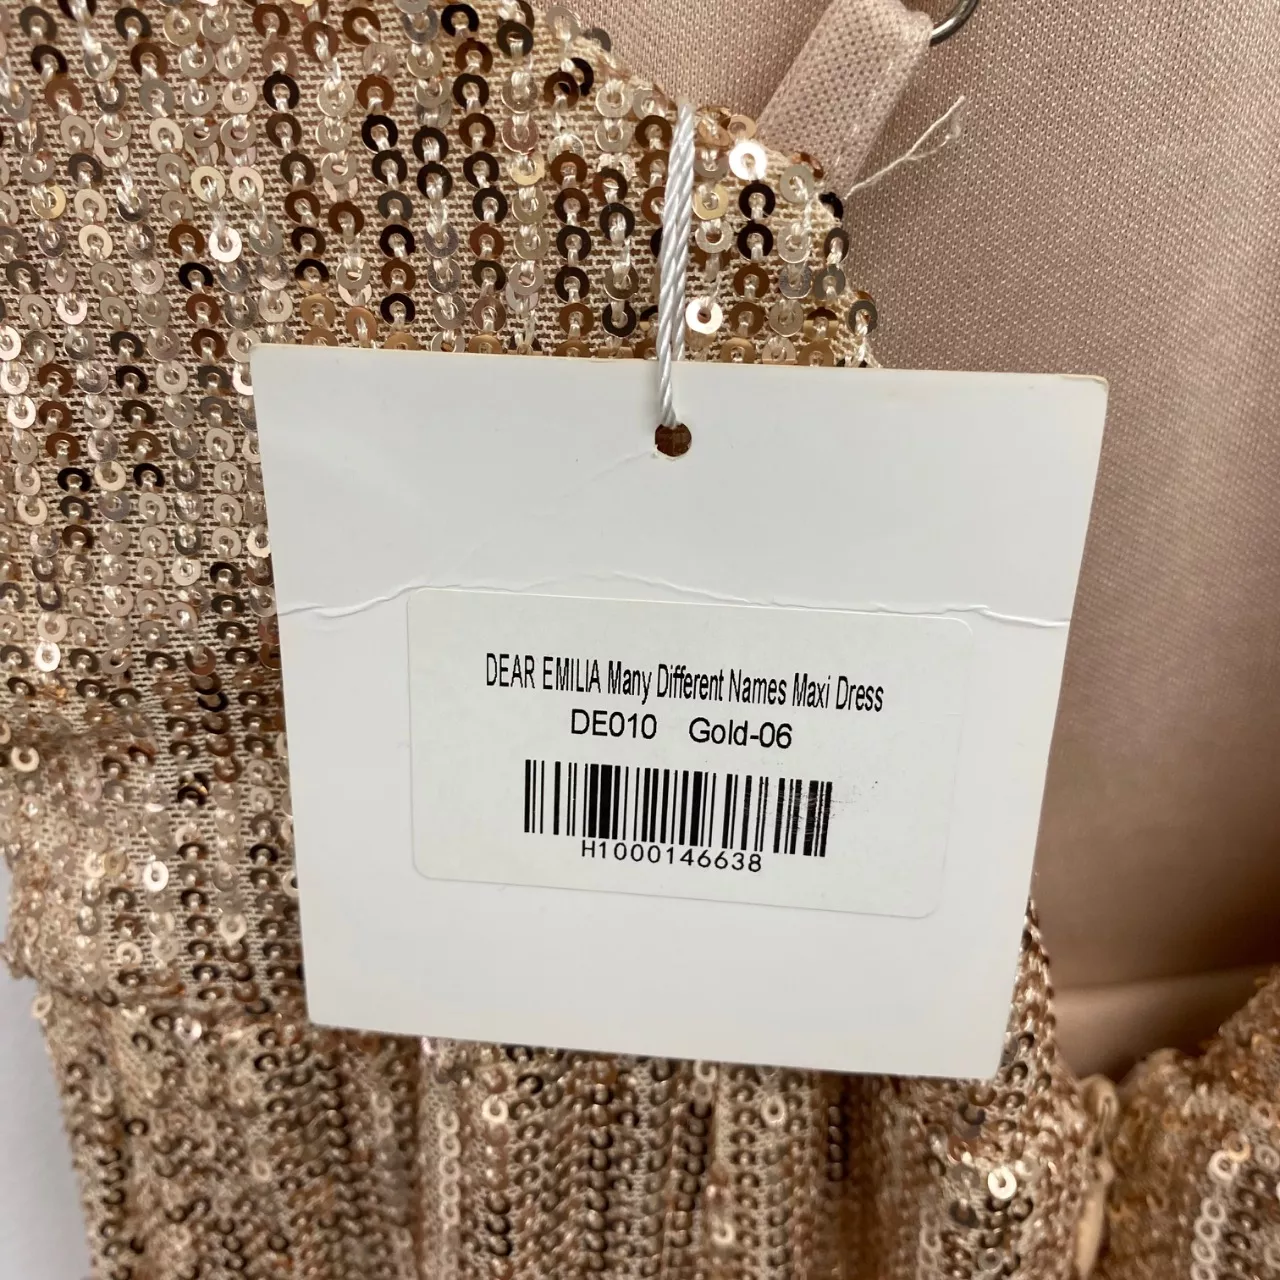 DEAR EMILIA Many Different Names Maxi Dress
DE010 Gold-06
H1000146638